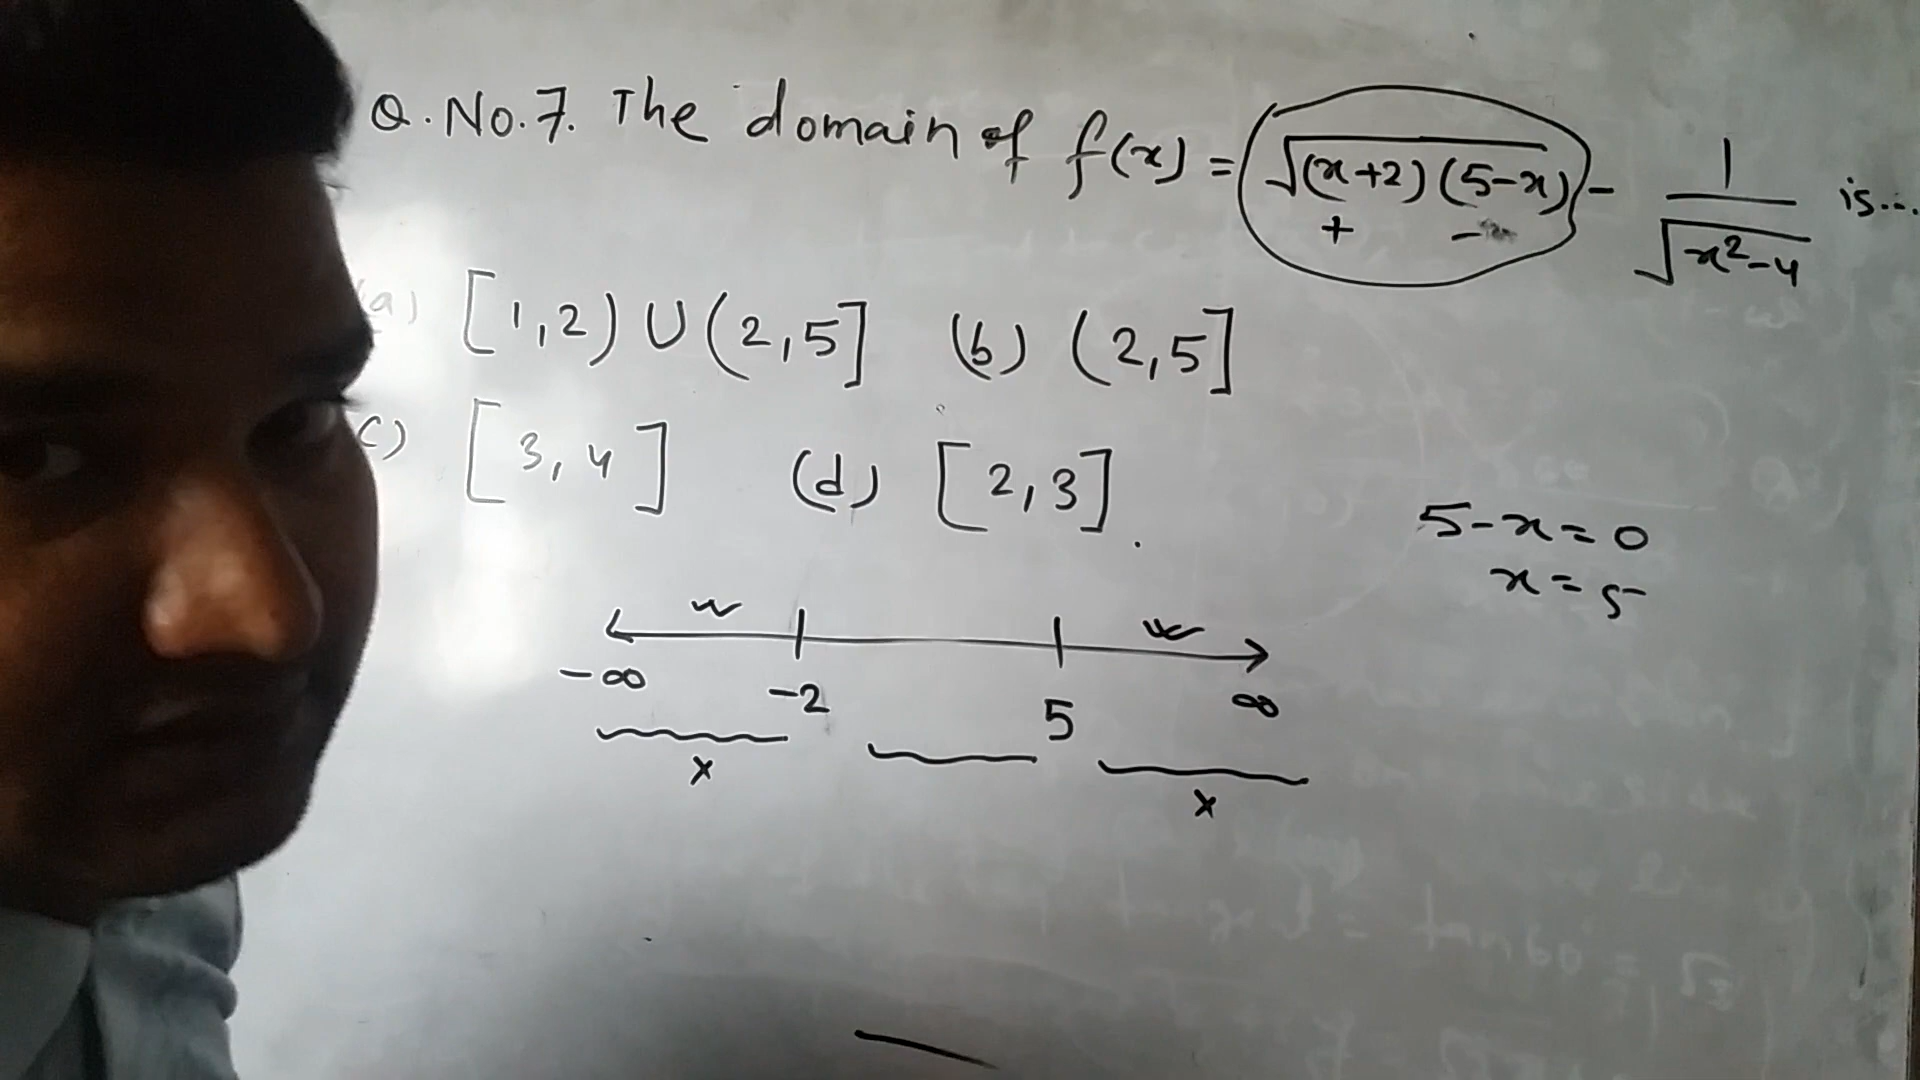 Q. No. 7. The domain of f(x) = √(x+2)(5-x) - 1/√x²-4 is...
+ -
(a) [1,2) U (2,5] (b) (2,5]
c) [3,4] (d) [2,3].
5-x=0
x=5
-∞ -2 5 ∞
x x